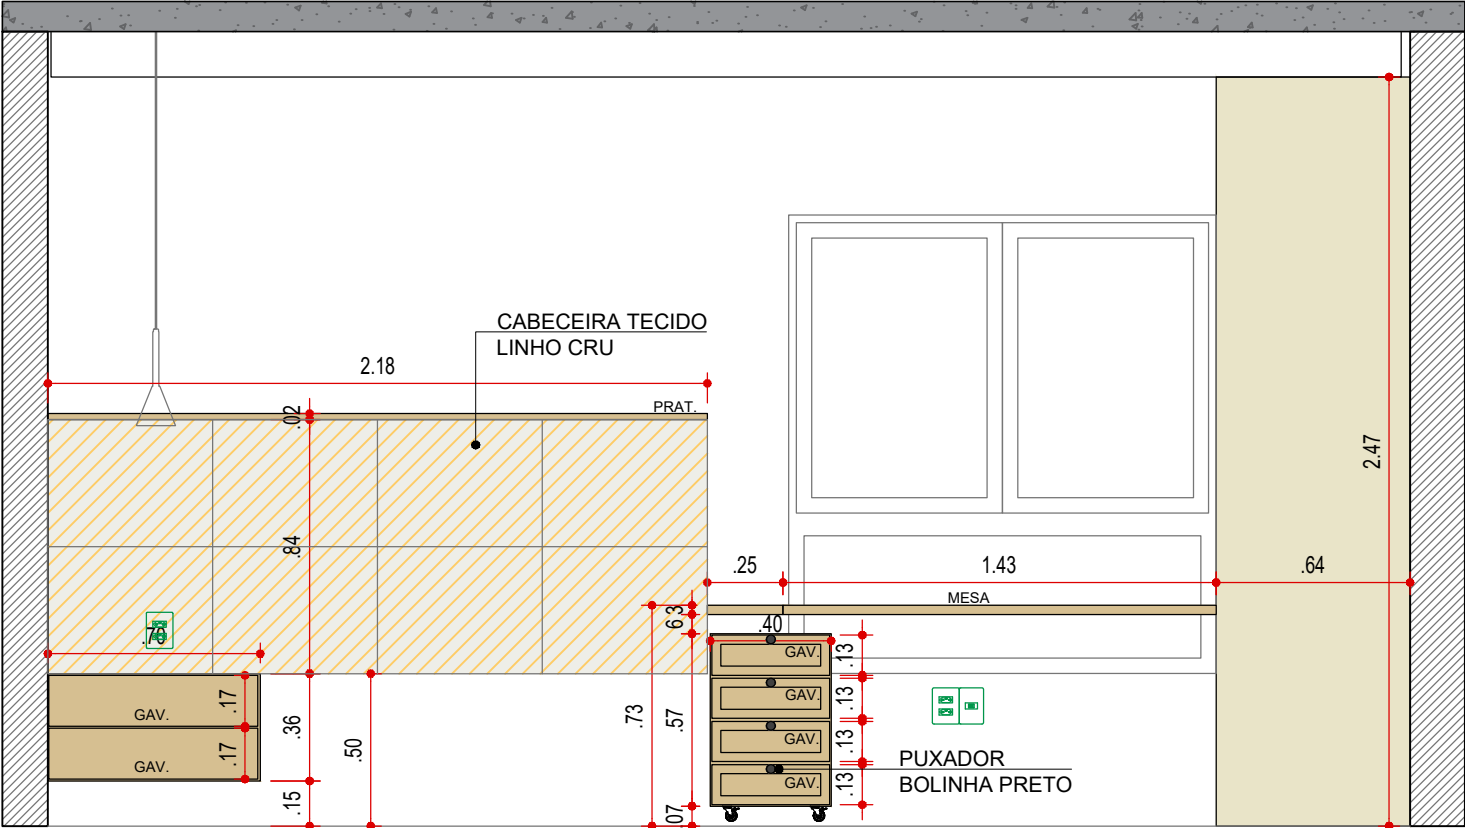 CABECEIRA TECIDO
LINHO CRU
2.18
PRAT.
.02
.84
2.47
.25
1.43
.64
MESA
6.3
.40
.70
GAV.
.13
GAV.
.13
GAV.
.13
GAV.
.13
.17
GAV.
.17
GAV.
.36
.50
.73
.57
.15
.07
PUXADOR
BOLINHA PRETO